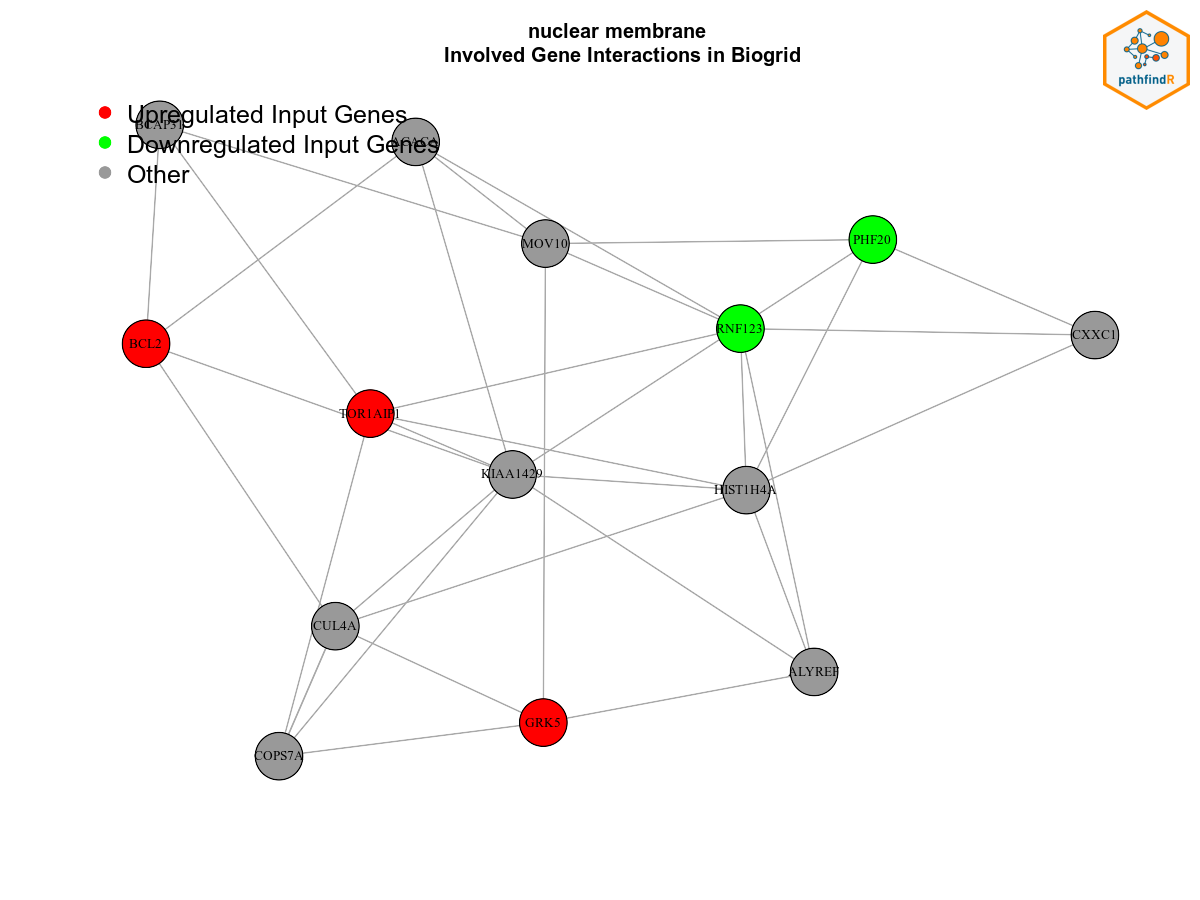 nuclear membrane
Involved Gene Interactions in Biogrid
pathfindR
Upregulated Input Genes
Downregulated Input Genes
Other
BCAP31
ACACA
MOV10
PHF20
RNF123
CXXC1
BCL2
TOR1AIP1
KIAA1429
HIST1H4A
CUL4A
ALYREF
GRK5
COPS7A